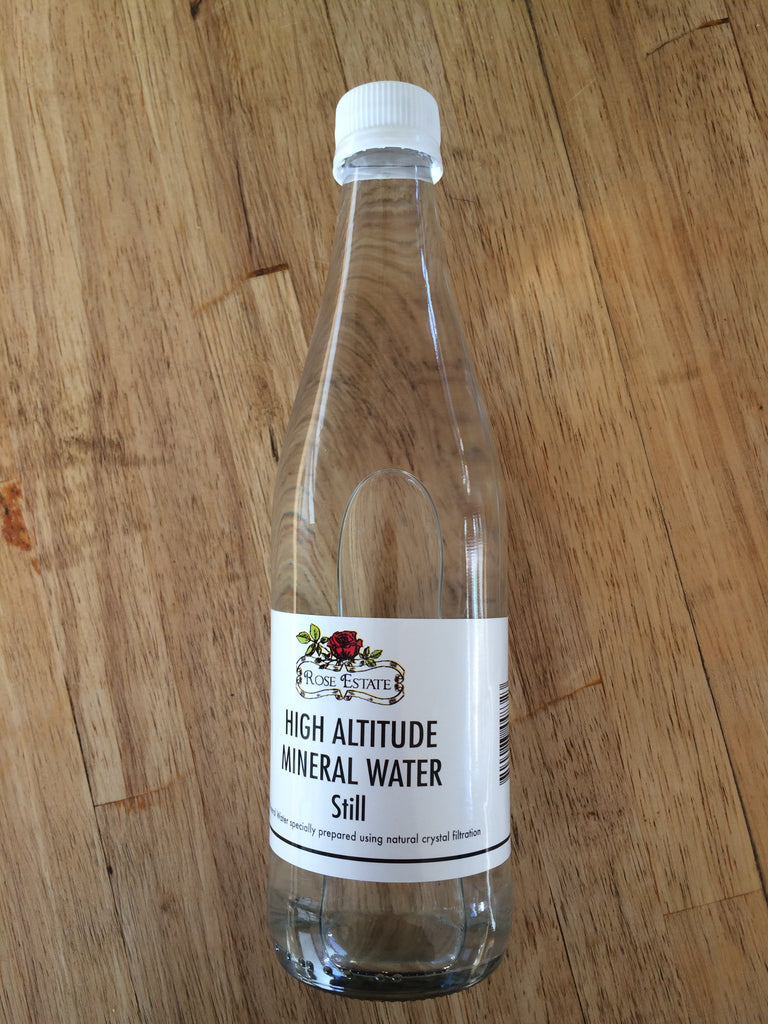 ROSE ESTATE
HIGH ALTITUDE
MINERAL WATER
Still
Water specially prepared using natural crystal filtration